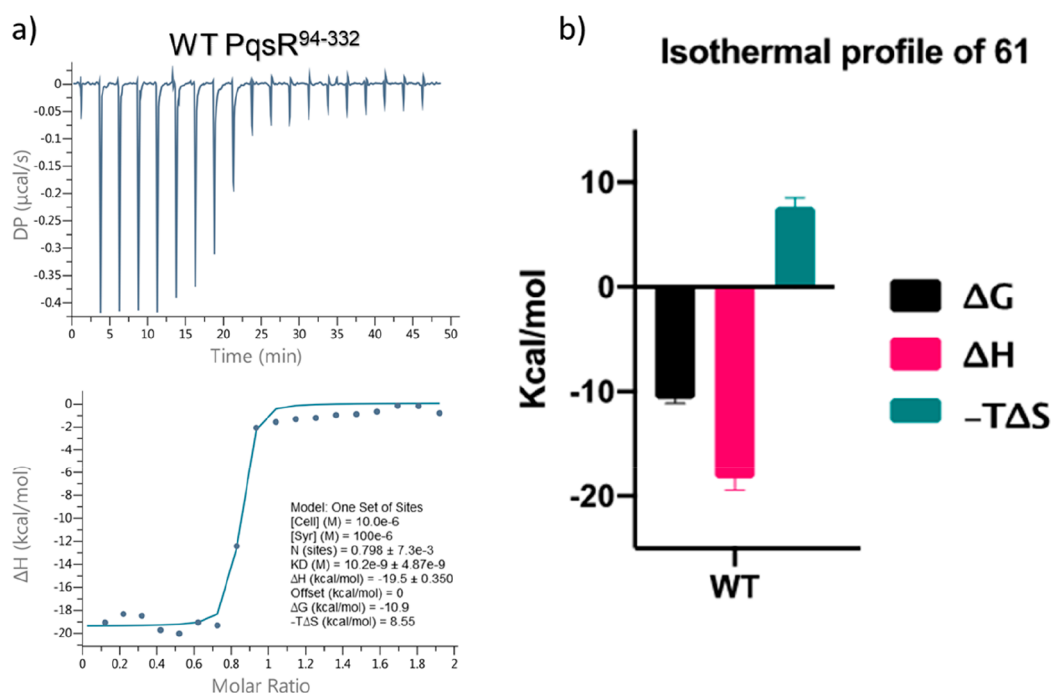 a)
WT PqsR94-332
0
-0.05
-0.1
-0.15
-0.2
-0.25
-0.3
-0.35
-0.4
DP (µcal/s)
0 5 10 15 20 25 30 35 40 45 50
Time (min)
0
-2
-4
-6
-8
-10
-12
-14
-16
-18
-20
ΔH (kcal/mol)
Model: One Set of Sites
[Cell] (M) = 10.0e-6
[Syr] (M) = 100e-6
N (sites) = 0.798 ± 7.3e-3
KD (M) = 10.2e-9 ± 4.87e-9
ΔH (kcal/mol) = -19.5 ± 0.350
Offset (kcal/mol) = 0
ΔG (kcal/mol) = -10.9
-TΔS (kcal/mol) = 8.55
0 0.2 0.4 0.6 0.8 1 1.2 1.4 1.6 1.8 2
Molar Ratio
b)
Isothermal profile of 61
10
0
-10
-20
Kcal/mol
WT
ΔG
ΔH
–TΔS